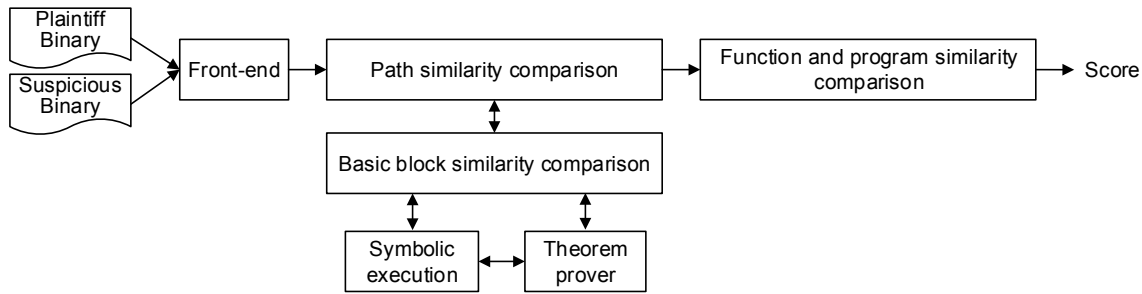 Plaintiff
Binary
Suspicious
Binary
Front-end
Path similarity comparison
Function and program similarity
comparison
Score
Basic block similarity comparison
Symbolic
execution
Theorem
prover